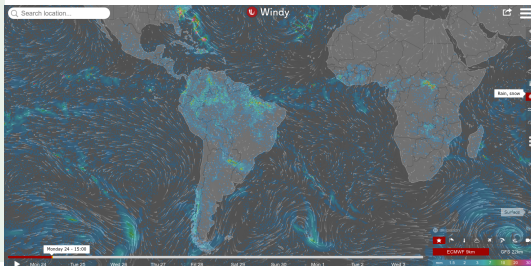 Search location...
Windy
Rain, snow
Surface
Monday 24 - 15:00
ECMWF 9km
GFS 22km
Mon 24
Tue 25
Wed 26
Thu 27
Fri 28
Sat 29
Sun 30
Mon 1
Tue 2
Wed 3